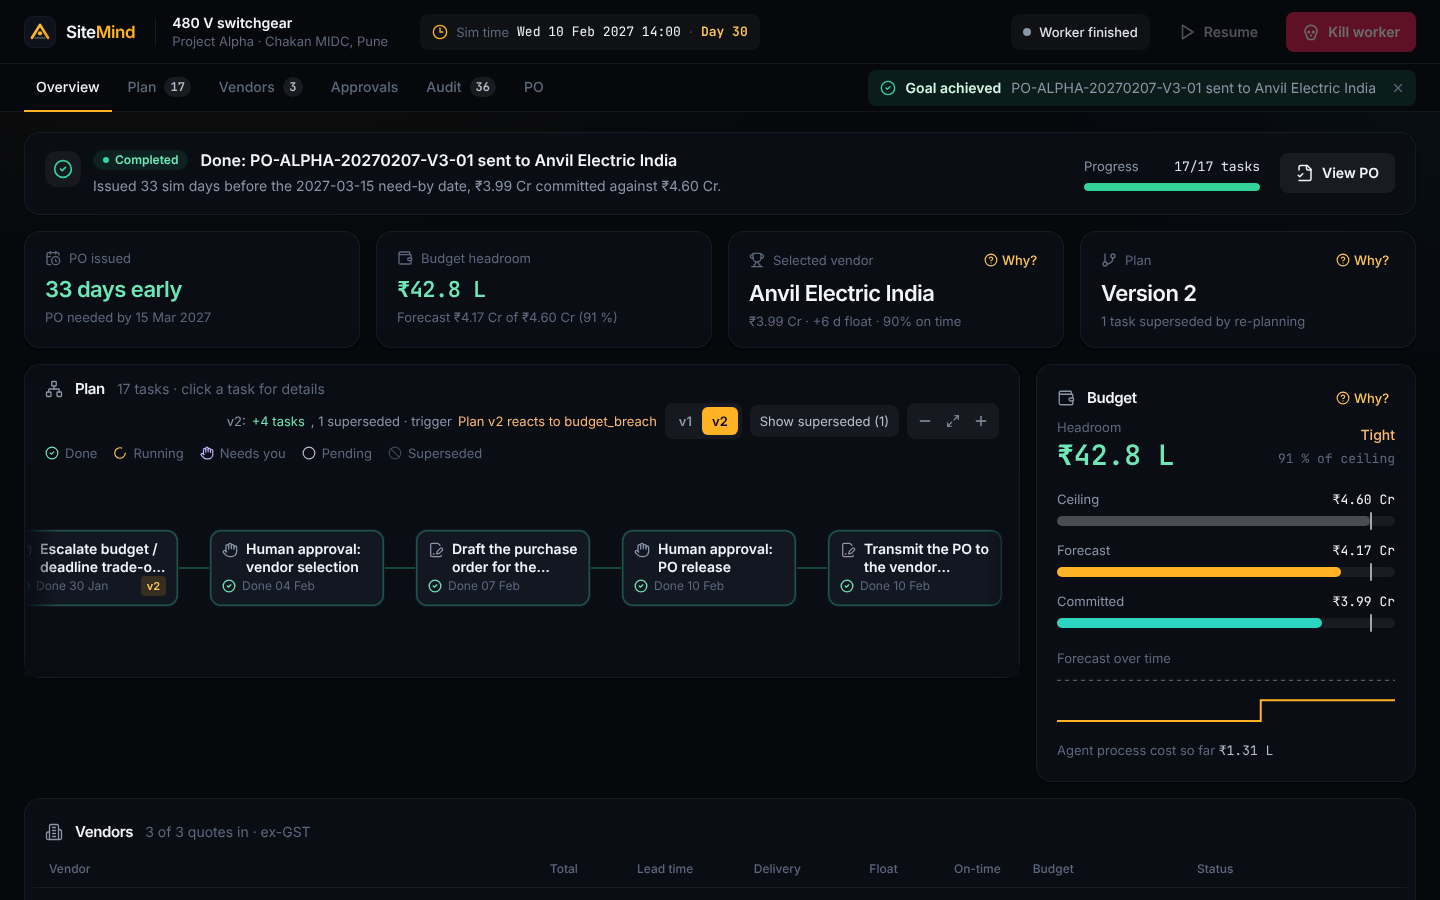 SiteMind
480 V switchgear
Project Alpha · Chakan MIDC, Pune
Sim time Wed 10 Feb 2027 14:00 · Day 30
Worker finished
Resume
Kill worker
Overview
Plan 17
Vendors 3
Approvals
Audit 36
PO
Goal achieved PO-ALPHA-20270207-V3-01 sent to Anvil Electric India
Completed
Done: PO-ALPHA-20270207-V3-01 sent to Anvil Electric India
Issued 33 sim days before the 2027-03-15 need-by date, ₹3.99 Cr committed against ₹4.60 Cr.
Progress 17/17 tasks
View PO
PO issued
33 days early
PO needed by 15 Mar 2027
Budget headroom
₹42.8 L
Forecast ₹4.17 Cr of ₹4.60 Cr (91 %)
Selected vendor Why?
Anvil Electric India
₹3.99 Cr · +6 d float · 90% on time
Plan Why?
Version 2
1 task superseded by re-planning
Plan 17 tasks · click a task for details
v2: +4 tasks , 1 superseded · trigger Plan v2 reacts to budget_breach
v1 v2
Show superseded (1)
Done
Running
Needs you
Pending
Superseded
Escalate budget /
deadline trade-o...
Done 30 Jan v2
Human approval:
vendor selection
Done 04 Feb
Draft the purchase
order for the...
Done 07 Feb
Human approval:
PO release
Done 10 Feb
Transmit the PO to
the vendor...
Done 10 Feb
Budget Why?
Headroom
₹42.8 L
Tight
91 % of ceiling
Ceiling ₹4.60 Cr
Forecast ₹4.17 Cr
Committed ₹3.99 Cr
Forecast over time
Agent process cost so far ₹1.31 L
Vendors 3 of 3 quotes in · ex-GST
Vendor Total Lead time Delivery Float On-time Budget Status